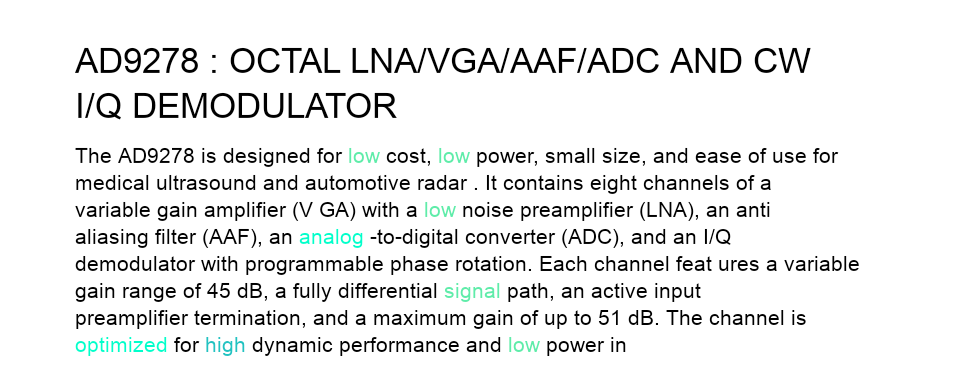 AD9278 : OCTAL LNA/VGA/AAF/ADC AND CW
I/Q DEMODULATOR
The AD9278 is designed for low cost, low power, small size, and ease of use for
medical ultrasound and automotive radar . It contains eight channels of a
variable gain amplifier (V GA) with a low noise preamplifier (LNA), an anti
aliasing filter (AAF), an analog -to-digital converter (ADC), and an I/Q
demodulator with programmable phase rotation. Each channel feat ures a variable
gain range of 45 dB, a fully differential signal path, an active input
preamplifier termination, and a maximum gain of up to 51 dB. The channel is
optimized for high dynamic performance and low power in